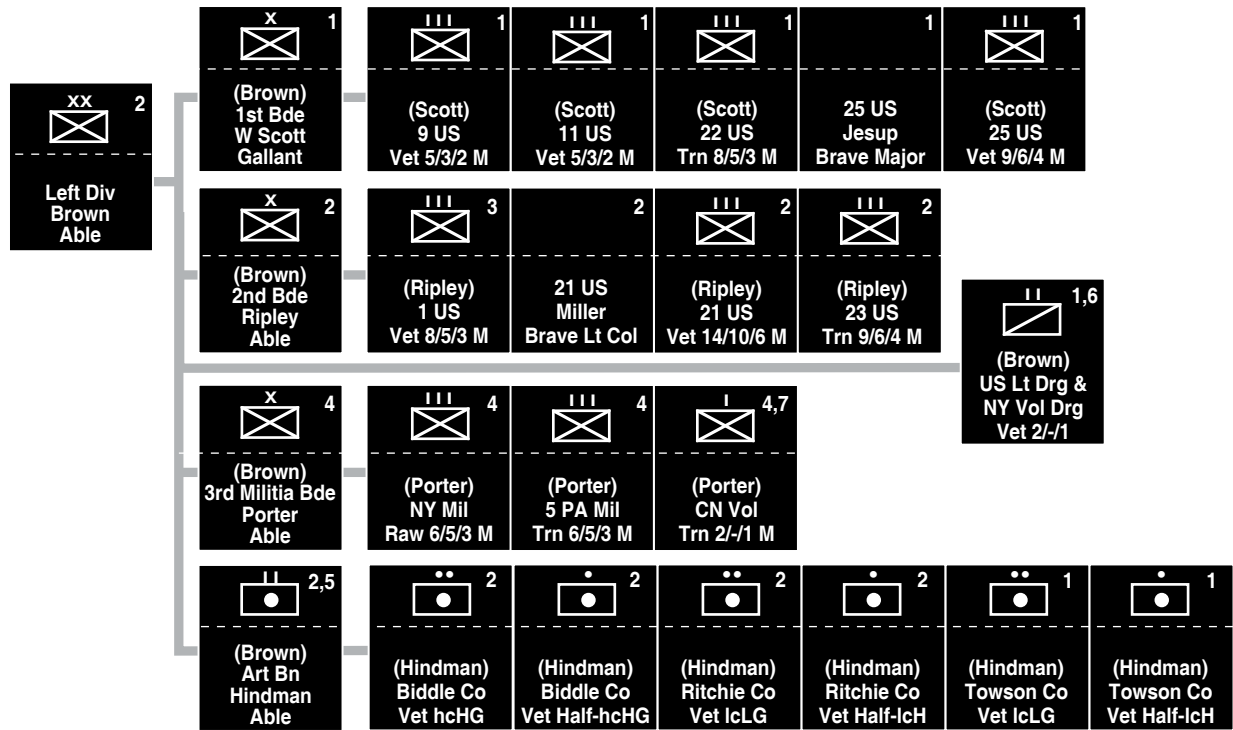 XX 2
Left Div
Brown
Able
X 1
(Brown)
1st Bde
W Scott
Gallant
III 1
(Scott)
9 US
Vet 5/3/2 M
III 1
(Scott)
11 US
Vet 5/3/2 M
III 1
(Scott)
22 US
Trn 8/5/3 M
1
25 US
Jesup
Brave Major
III 1
(Scott)
25 US
Vet 9/6/4 M
X 2
(Brown)
2nd Bde
Ripley
Able
III 3
(Ripley)
1 US
Vet 8/5/3 M
2
21 US
Miller
Brave Lt Col
III 2
(Ripley)
21 US
Vet 14/10/6 M
III 2
(Ripley)
23 US
Trn 9/6/4 M
II 1,6
(Brown)
US Lt Drg &
NY Vol Drg
Vet 2/-/1
X 4
(Brown)
3rd Militia Bde
Porter
Able
III 4
(Porter)
NY Mil
Raw 6/5/3 M
III 4
(Porter)
5 PA Mil
Trn 6/5/3 M
I 4,7
(Porter)
CN Vol
Trn 2/-/1 M
II 2,5
(Brown)
Art Bn
Hindman
Able
2
(Hindman)
Biddle Co
Vet hcHG
2
(Hindman)
Biddle Co
Vet Half-hcHG
2
(Hindman)
Ritchie Co
Vet lcLG
2
(Hindman)
Ritchie Co
Vet Half-lcH
1
(Hindman)
Towson Co
Vet lcLG
1
(Hindman)
Towson Co
Vet Half-lcH